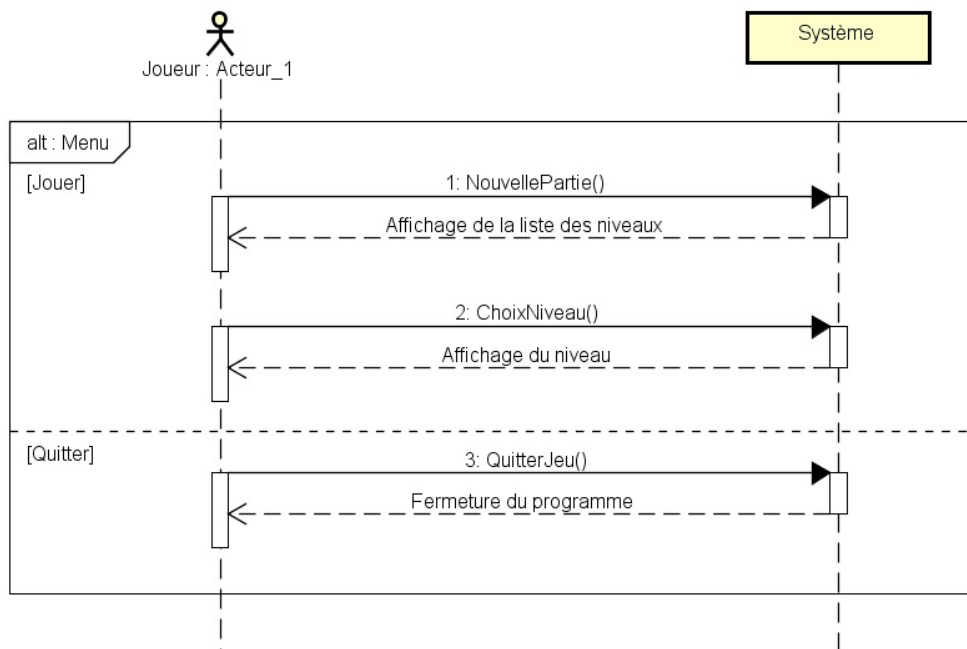 Système
Joueur : Acteur_1
alt : Menu
[Jouer]
1: NouvellePartie()
Affichage de la liste des niveaux
2: ChoixNiveau()
Affichage du niveau
[Quitter]
3: QuitterJeu()
Fermeture du programme